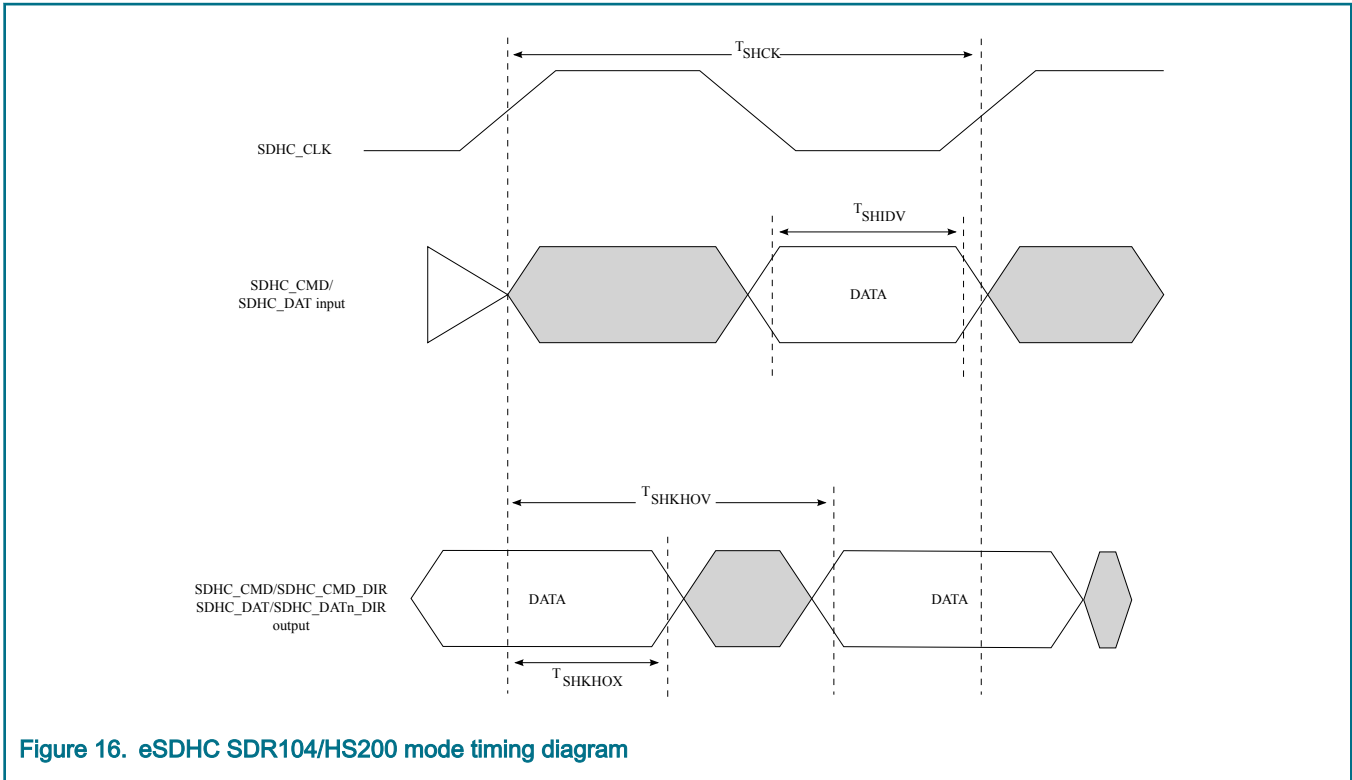 TSHCK
SDHC_CLK
TSHIDV
SDHC_CMD/
SDHC_DAT input
DATA
TSHKHOV
SDHC_CMD/SDHC_CMD_DIR
SDHC_DAT/SDHC_DATn_DIR
output
DATA
DATA
TSHKHOX
Figure 16. eSDHC SDR104/HS200 mode timing diagram